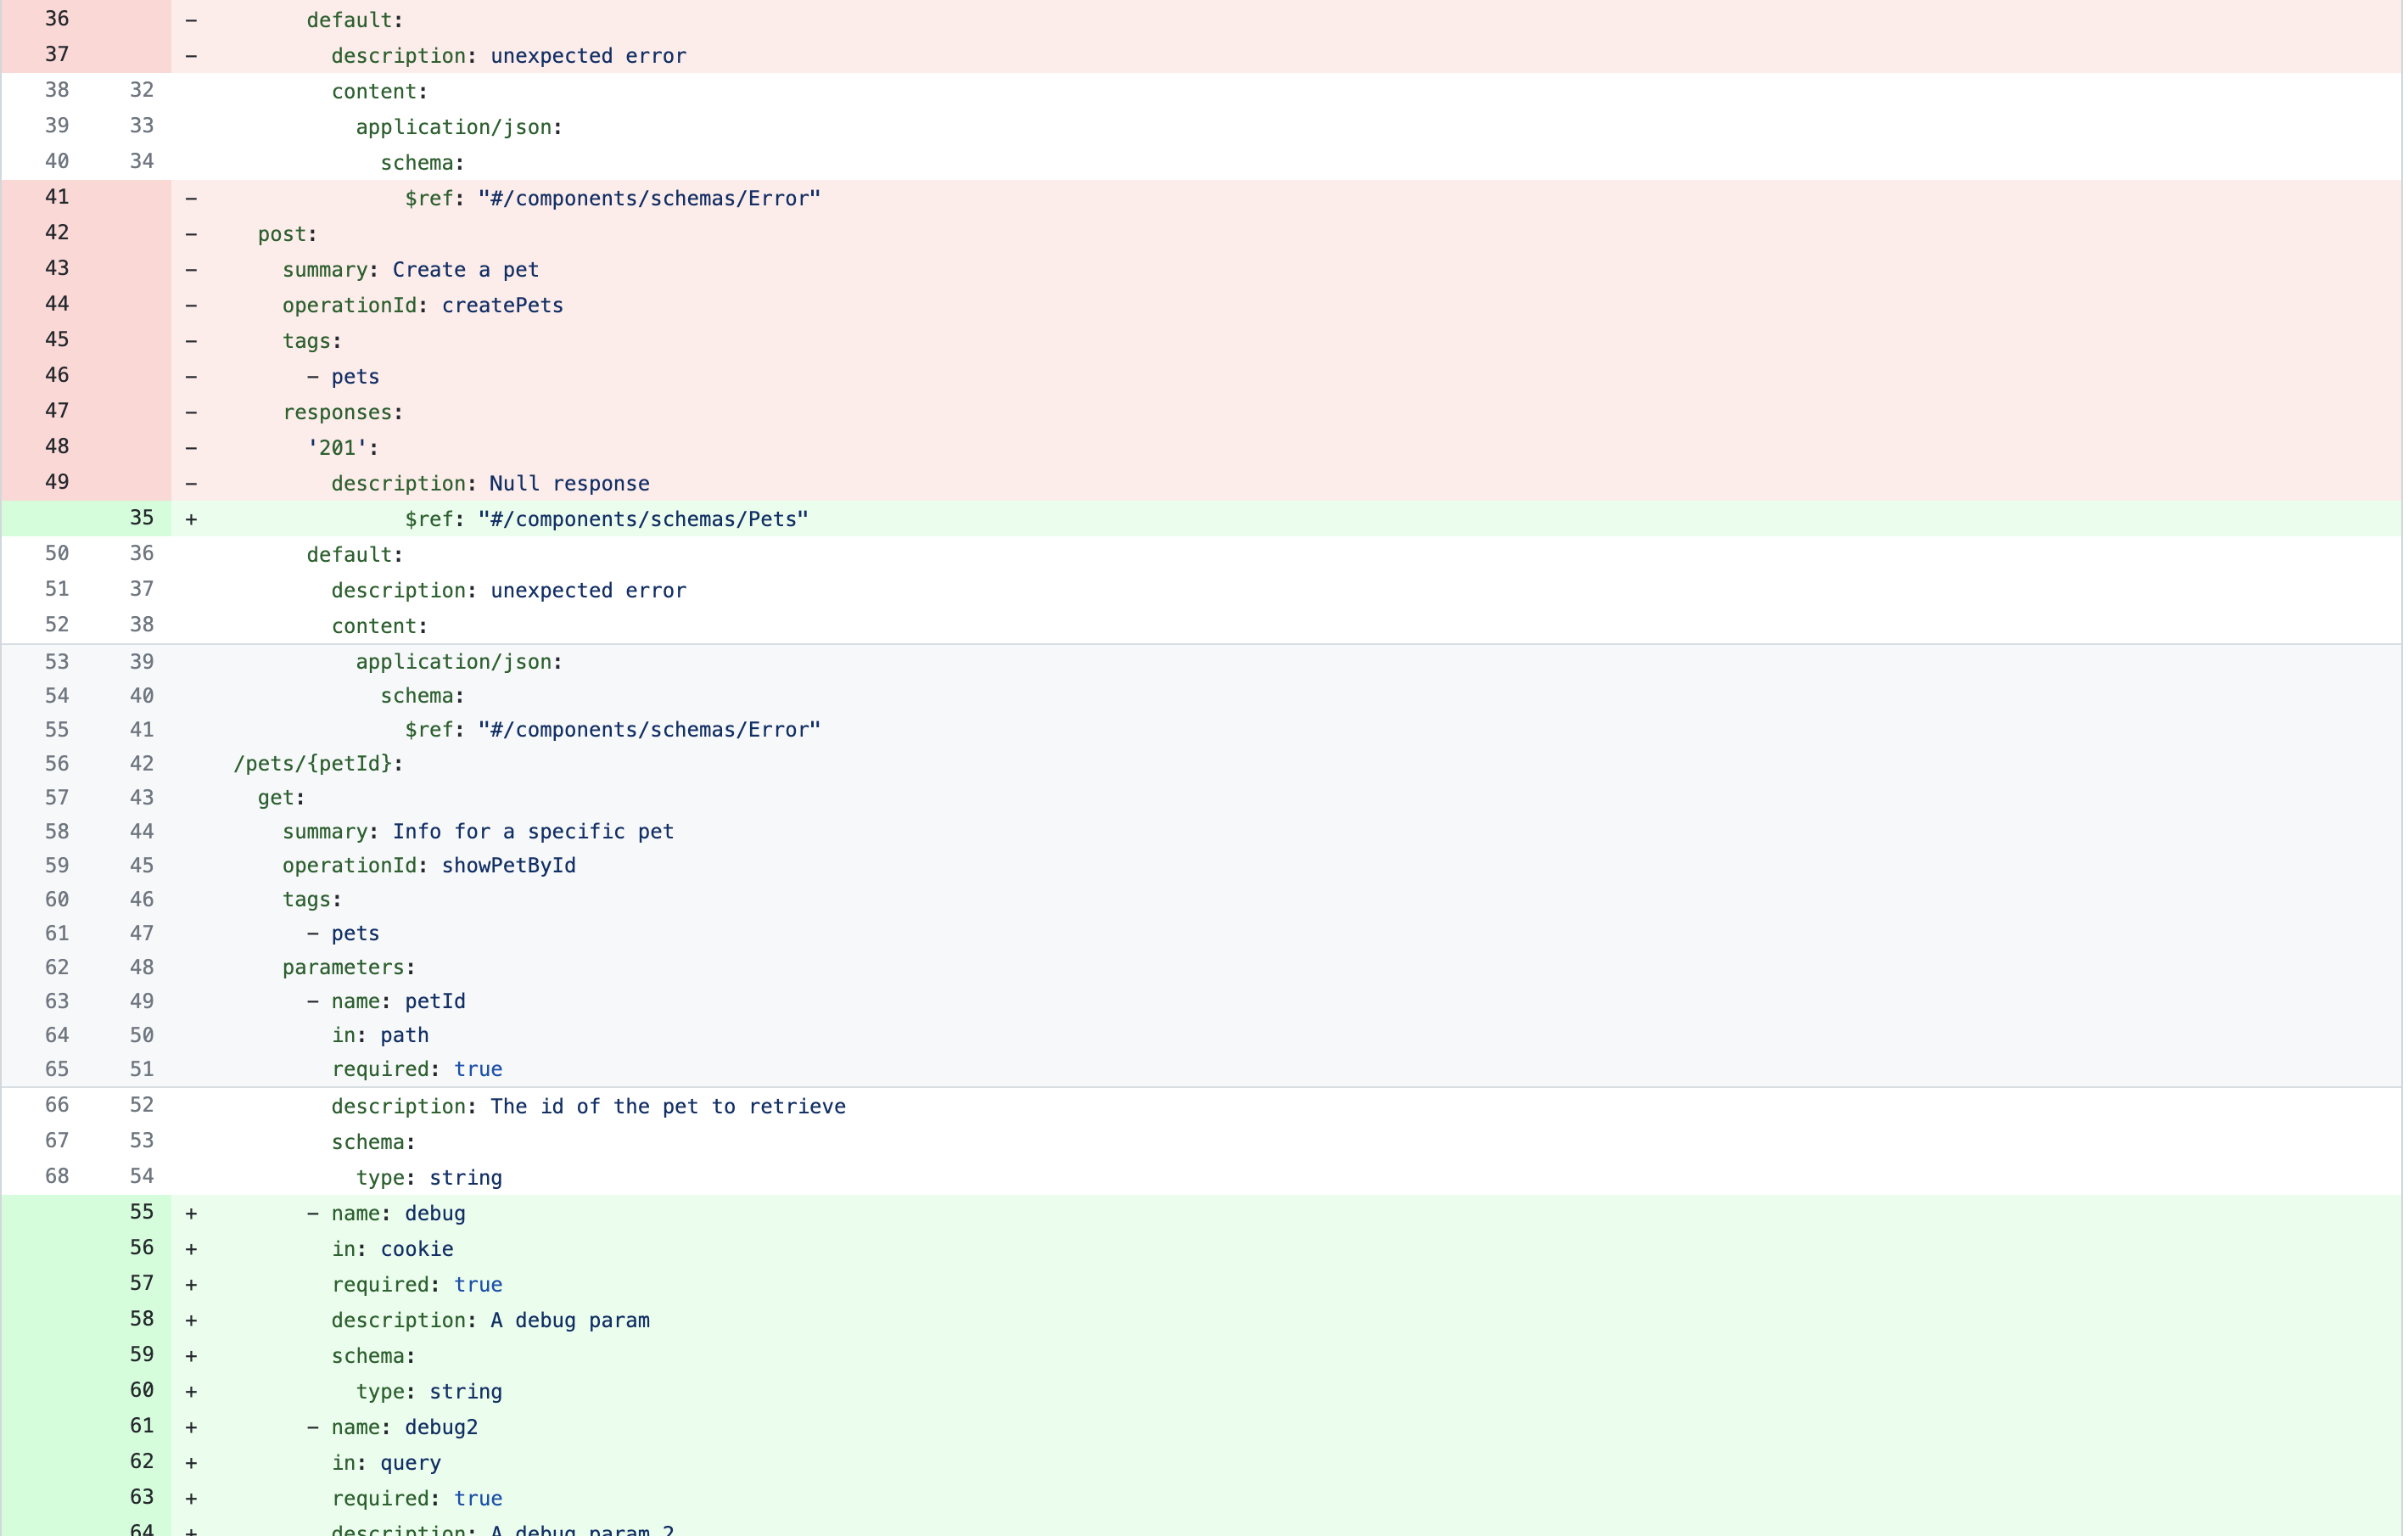 36 - default:
37 - description: unexpected error
38 32 content:
39 33 application/json:
40 34 schema:
41 - $ref: "#/components/schemas/Error"
42 - post:
43 - summary: Create a pet
44 - operationId: createPets
45 - tags:
46 - - pets
47 - responses:
48 - '201':
49 - description: Null response
35 + $ref: "#/components/schemas/Pets"
50 36 default:
51 37 description: unexpected error
52 38 content:
53 39 application/json:
54 40 schema:
55 41 $ref: "#/components/schemas/Error"
56 42 /pets/{petId}:
57 43 get:
58 44 summary: Info for a specific pet
59 45 operationId: showPetById
60 46 tags:
61 47 - pets
62 48 parameters:
63 49 - name: petId
64 50 in: path
65 51 required: true
66 52 description: The id of the pet to retrieve
67 53 schema:
68 54 type: string
55 + - name: debug
56 + in: cookie
57 + required: true
58 + description: A debug param
59 + schema:
60 + type: string
61 + - name: debug2
62 + in: query
63 + required: true
64 + description: A debug param 2